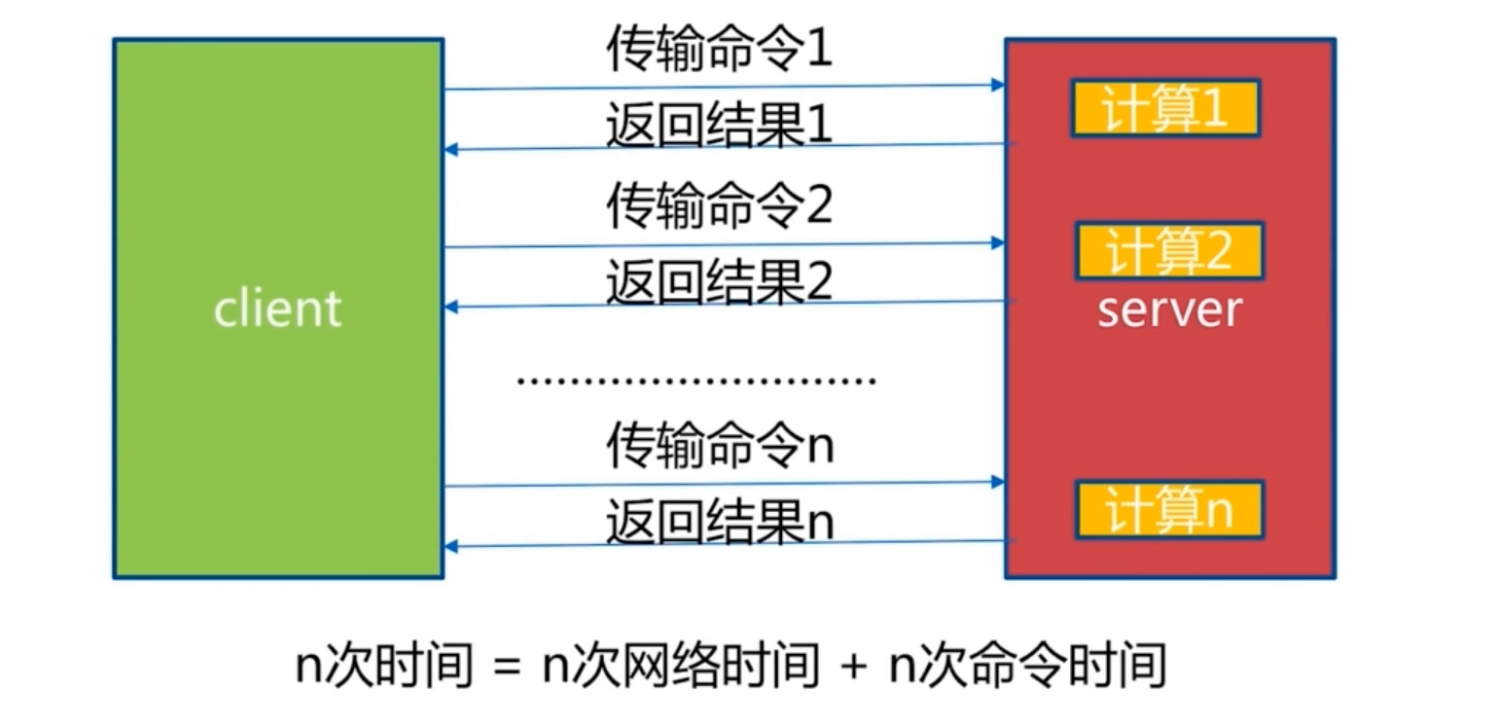 传输命令1
计算1
返回结果1
传输命令2
计算2
返回结果2
client
server
...........................
传输命令n
计算n
返回结果n
n次时间 = n次网络时间 + n次命令时间